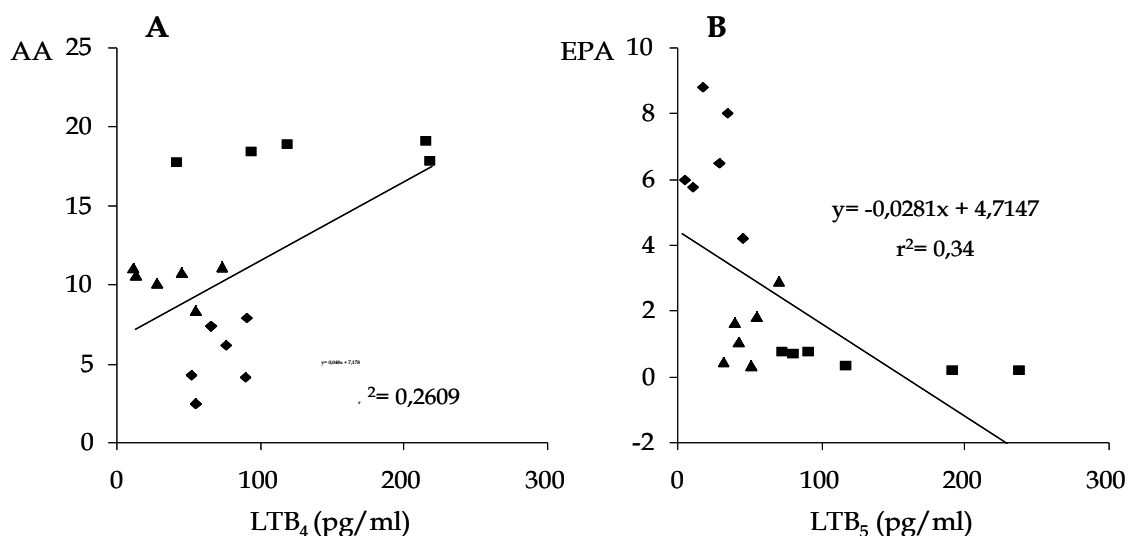 A
AA
25
20
15
10
5
0
0 100 200 300
LTB₄ (pg/ml)
²= 0,2609
B
EPA
10
8
6
4
2
0
-2
0 100 200 300
LTB₅ (pg/ml)
y= -0,0281x + 4,7147
r²= 0,34